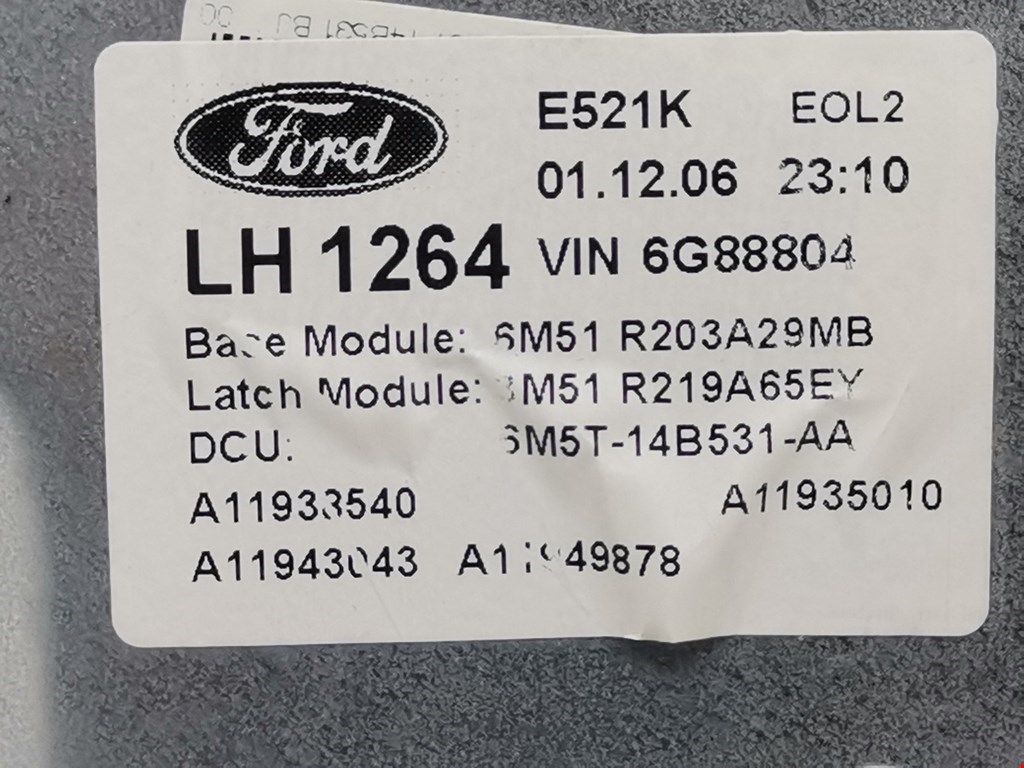 Ford
E521K EOL2
01.12.06 23:10
LH 1264 VIN 6G88804
Base Module: 6M51 R203A29MB
Latch Module: M51 R219A65EY
DCU: 6M5T-14B531-AA
A11933540 A11935010
A11943043